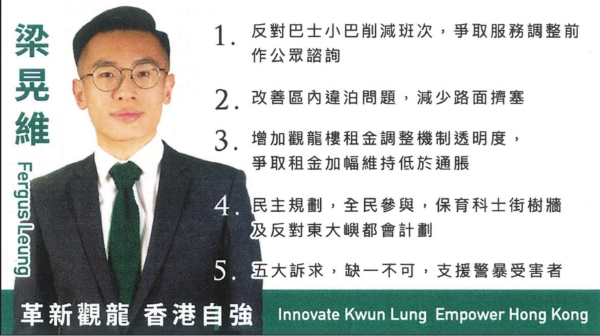 梁晃維
Fergus Leung
1. 反對巴士小巴削減班次，爭取服務調整前
作公眾諮詢
2. 改善區內違泊問題，減少路面擠塞
3. 增加觀龍樓租金調整機制透明度，
爭取租金加幅維持低於通脹
4. 民主規劃，全民參與，保育科士街樹牆
及反對東大嶼都會計劃
5. 五大訴求，缺一不可，支援警暴受害者
革新觀龍 香港自強 Innovate Kwun Lung Empower Hong Kong